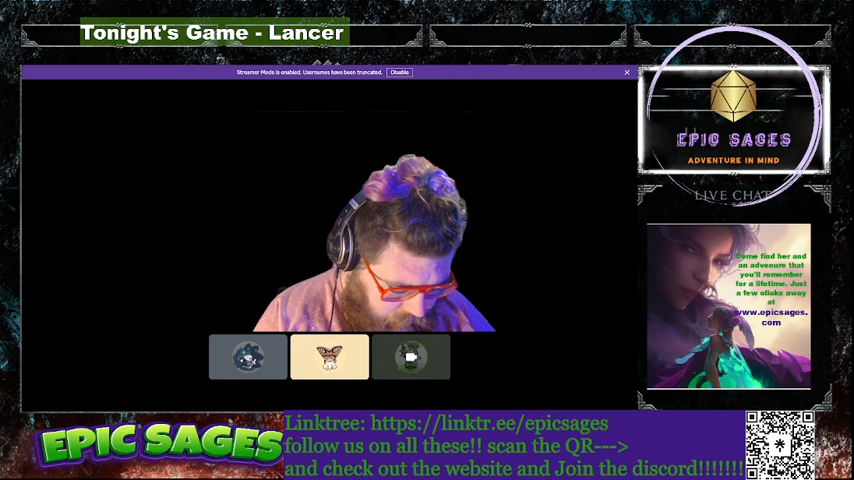 Tonight's Game - Lancer
Streamer Mode is enabled. Usernames have been truncated. Disable
EPIC SAGES
ADVENTURE IN MIND
LIVE CHAT
Come find her and
an advenure that
you'll remember
for a lifetime. Just
a few clicks away
at
www.epicsages.
com
EPIC SAGES
Linktree: https://linktr.ee/epicsages
follow us on all these!! scan the QR--->
and check out the website and Join the discord!!!!!!!